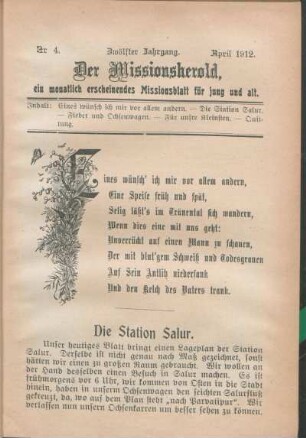 Nr 4.
Zwölfter Jahrgang.
April 1912.
Der Missionsherold,
ein monatlich erscheinendes Missionsblatt für jung und alt.
Inhalt: Eines wünsch ich mir vor allem andern. — Die Station Salur.
— Fieber und Ochsenwagen. — Für unsre Kleinsten. — Quit-
tung.
Eines wünsch' ich mir vor allem andern,
Eine Speise früh und spät,
Selig läßt's im Tränental sich wandern,
Wenn dies eine mit uns geht:
Unverrückt auf einen Mann zu schauen,
Der mit blut'gem Schweiß und Todesgrauen
Auf Sein Antlitz niedersank
Und den Kelch des Vaters trank.
Die Station Salur.
Unser heutiges Blatt bringt einen Lageplan der Station
Salur. Derselbe ist nicht genau nach Maß gezeichnet, sonst
hätten wir einen zu großen Raum gebraucht. Wir wollen an
der Hand desselben einen Besuch in Salur machen. Es ist
frühmorgens vor 6 Uhr, wir kommen von Osten in die Stadt
hinein, haben in unserm Ochsenwagen den seichten Salurfluß
gekreuzt, da, wo auf dem Plan steht „nach Parvatipur". Wir
verlassen nun unsern Ochsenkarren um besser sehen zu können.